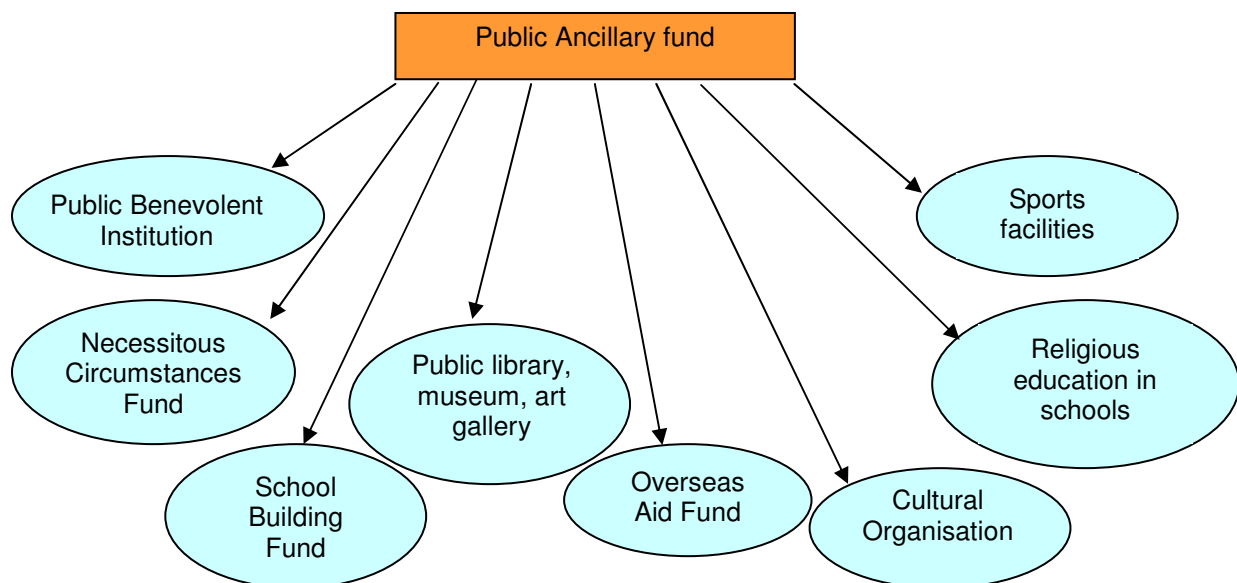 Public Ancillary fund
Public Benevolent
Institution
Sports
facilities
Necessitous
Circumstances
Fund
Public library,
museum, art
gallery
Religious
education in
schools
School
Building
Fund
Overseas
Aid Fund
Cultural
Organisation